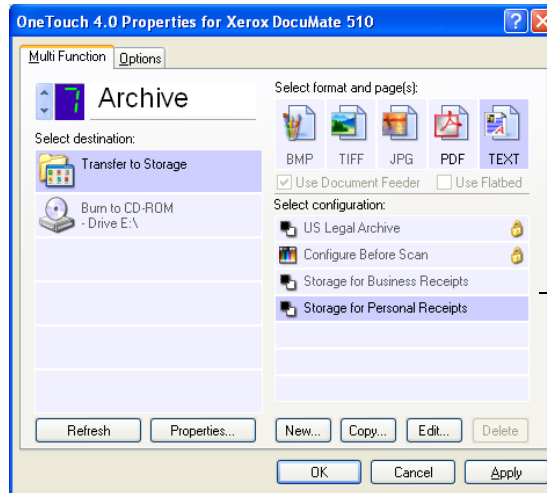 OneTouch 4.0 Properties for Xerox DocuMate 510
Multi Function
Options
7
Archive
Select destination:
Transfer to Storage
Burn to CD-ROM
- Drive E:\
Refresh
Properties...
Select format and page(s):
BMP TIFF JPG PDF TEXT
Use Document Feeder
Use Flatbed
Select configuration:
US Legal Archive
Configure Before Scan
Storage for Business Receipts
Storage for Personal Receipts
New...
Copy...
Edit...
Delete
OK
Cancel
Apply